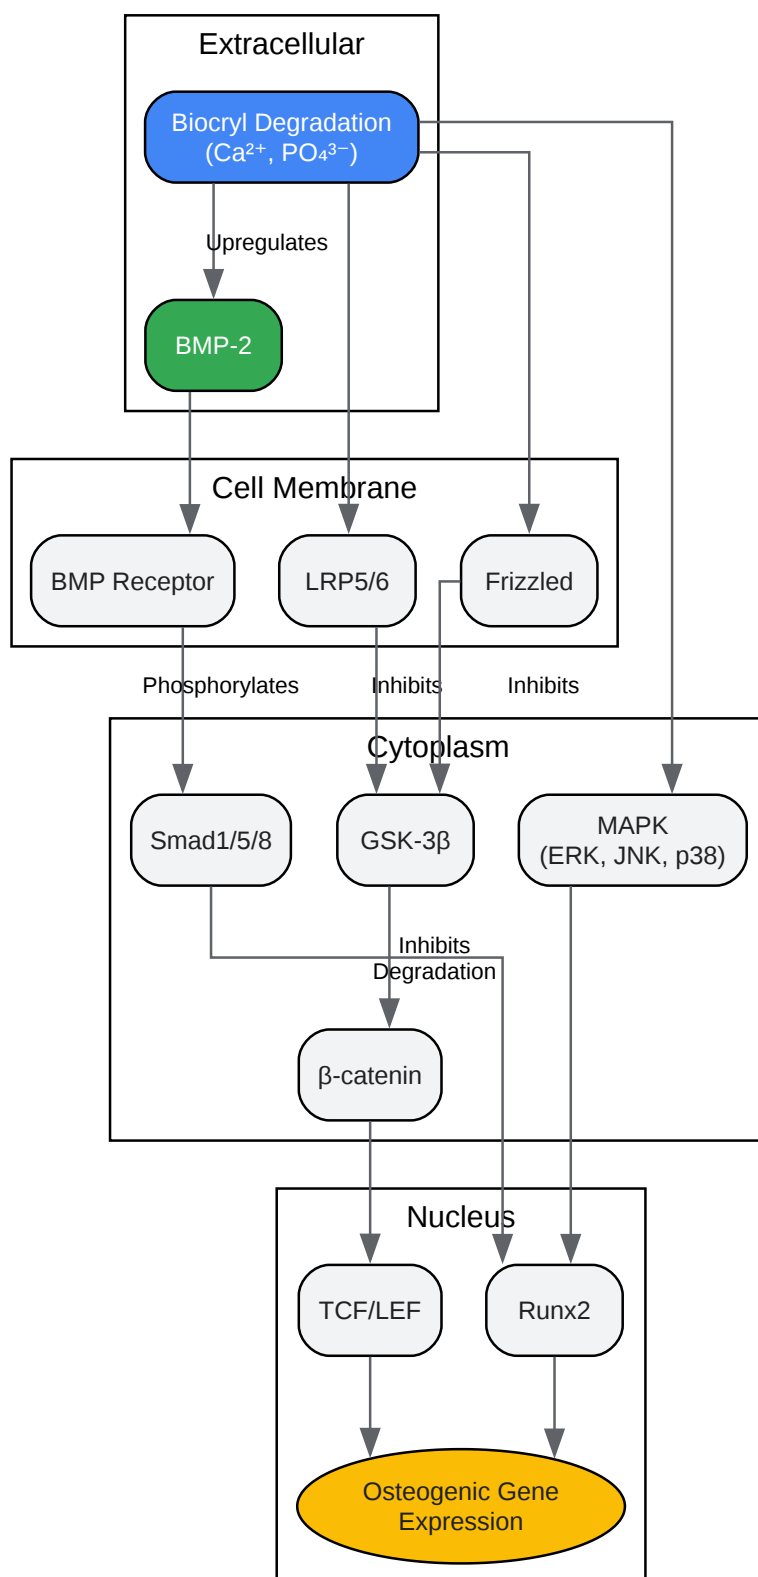 Extracellular
Biocryl Degradation
(Ca²⁺, PO₄³⁻)
Upregulates
BMP-2
Cell Membrane
BMP Receptor
LRP5/6
Frizzled
Phosphorylates
Inhibits
Inhibits
Cytoplasm
Smad1/5/8
GSK-3β
MAPK
(ERK, JNK, p38)
Inhibits
Degradation
β-catenin
Nucleus
TCF/LEF
Runx2
Osteogenic Gene
Expression